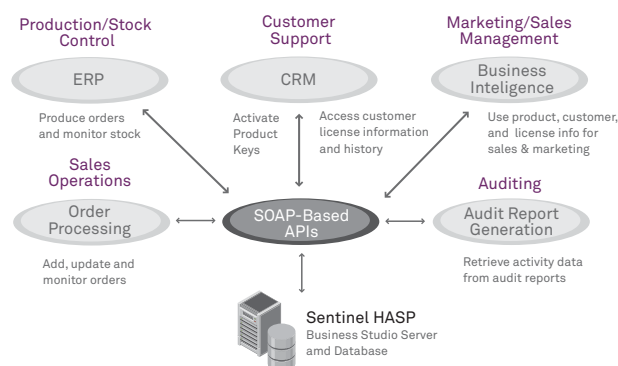 Production/Stock
Control
ERP
Produce orders
and monitor stock
Customer
Support
CRM
Activate
Product
Keys
Access customer
license information
and history
Marketing/Sales
Management
Business
Inteligence
Use product, customer,
and license info for
sales & marketing
Sales
Operations
Order
Processing
Add, update and
monitor orders
SOAP-Based
APIs
Auditing
Audit Report
Generation
Retrieve activity data
from audit reports
Sentinel HASP
Business Studio Server
amd Database